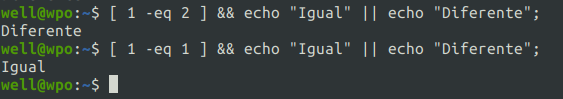 well@wpo:~$ [ 1 -eq 2 ] && echo "Igual" || echo "Diferente";
Diferente
well@wpo:~$ [ 1 -eq 1 ] && echo "Igual" || echo "Diferente";
Igual
well@wpo:~$